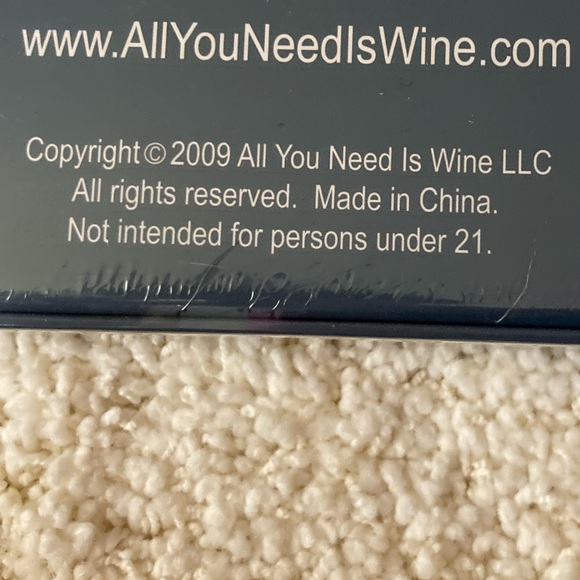 www.AllYouNeedIsWine.com
Copyright © 2009 All You Need Is Wine LLC
All rights reserved.  Made in China.
Not intended for persons under 21.